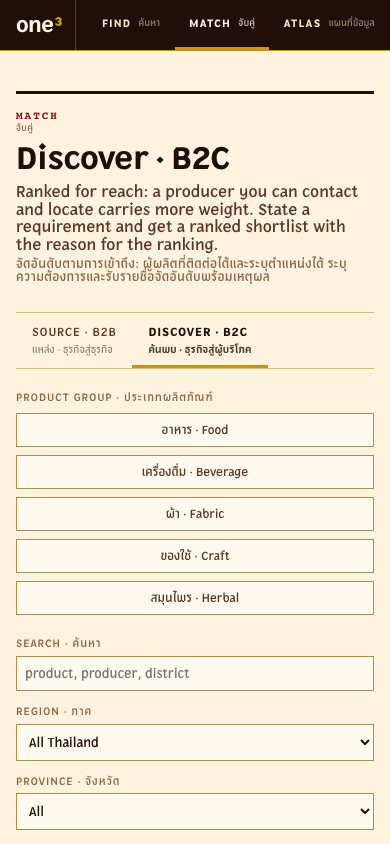 one³
FIND ค้นหา
MATCH จับคู่
ATLAS แผนที่ข้อมูล
MATCH
จับคู่
Discover · B2C
Ranked for reach: a producer you can contact
and locate carries more weight. State a
requirement and get a ranked shortlist with
the reason for the ranking.
จัดอันดับตามการเข้าถึง: ผู้ผลิตที่ติดต่อได้และระบุตำแหน่งได้ ระบุ
ความต้องการและรับรายชื่อจัดอันดับพร้อมเหตุผล
SOURCE · B2B
แหล่ง · ธุรกิจสู่ธุรกิจ
DISCOVER · B2C
ค้นพบ · ธุรกิจสู่ผู้บริโภค
PRODUCT GROUP · ประเภทผลิตภัณฑ์
อาหาร · Food
เครื่องดื่ม · Beverage
ผ้า · Fabric
ของใช้ · Craft
สมุนไพร · Herbal
SEARCH · ค้นหา
product, producer, district
REGION · ภาค
All Thailand
PROVINCE · จังหวัด
All